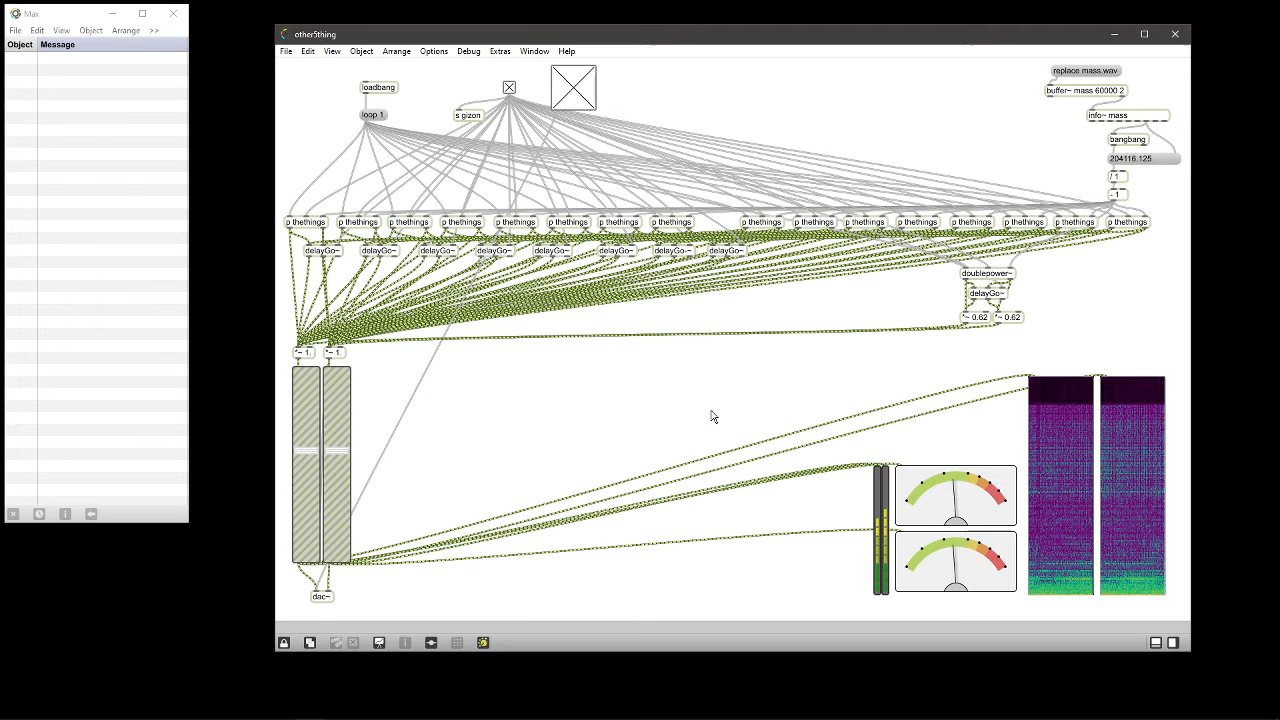 Max
File Edit View Object Arrange >>
Object Message
other5thing
File Edit View Object Arrange Options Debug Extras Window Help
loadbang
loop 1
s gizon
replace mass.wav
buffer~ mass 60000 2
info~ mass
bangbang
204116.125
/ 1
- 1
p thethings p thethings p thethings p thethings p thethings p thethings p thethings p thethings p thethings p thethings p thethings p thethings p thethings p thethings p thethings p thethings
delayGo~ delayGo~ delayGo~ delayGo~ delayGo~ delayGo~ delayGo~ delayGo~
doublepower~
delayGo~
*~ 0.62 *~ 0.62
*~ 1. *~ 1.
dac~